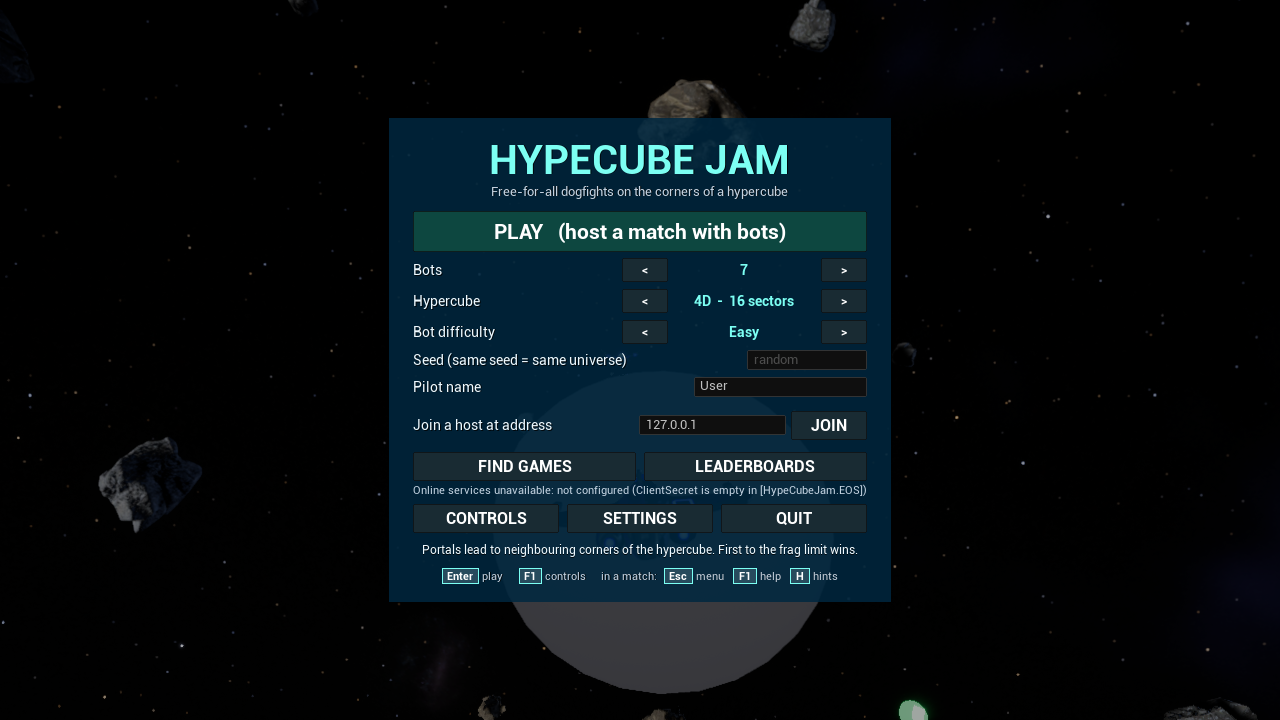 HYPECUBE JAM
Free-for-all dogfights on the corners of a hypercube
PLAY (host a match with bots)
Bots < 7 >
Hypercube < 4D - 16 sectors >
Bot difficulty < Easy >
Seed (same seed = same universe) random
Pilot name User
Join a host at address 127.0.0.1 JOIN
FIND GAMES LEADERBOARDS
Online services unavailable: not configured (ClientSecret is empty in [HypeCubeJam.EOS])
CONTROLS SETTINGS QUIT
Portals lead to neighbouring corners of the hypercube. First to the frag limit wins.
Enter play F1 controls in a match: Esc menu F1 help H hints